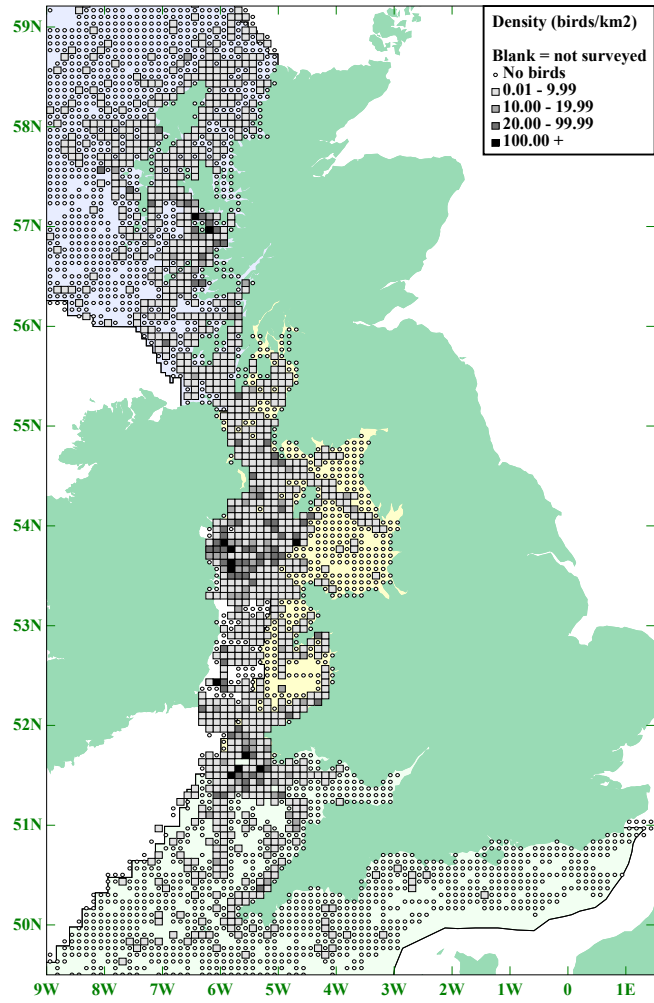 Density (birds/km2)
Blank = not surveyed
No birds
0.01 - 9.99
10.00 - 19.99
20.00 - 99.99
100.00 +
59N
58N
57N
56N
55N
54N
53N
52N
51N
50N
9W 8W 7W 6W 5W 4W 3W 2W 1W 0 1E